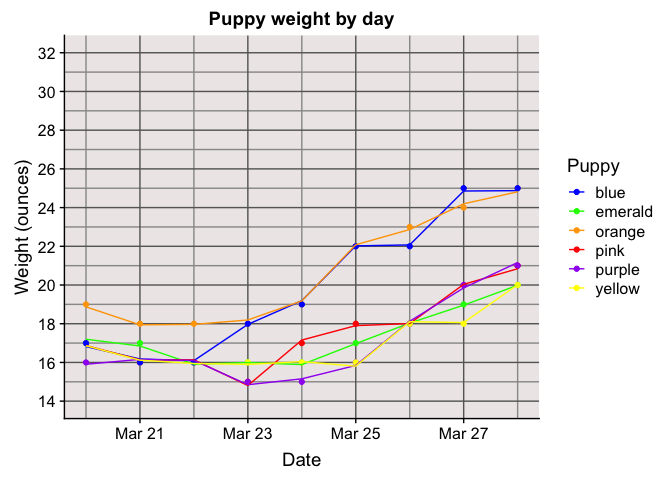 Puppy weight by day
Weight (ounces)
32
30
28
26
24
22
20
18
16
14
Mar 21 Mar 23 Mar 25 Mar 27
Date
Puppy
blue
emerald
orange
pink
purple
yellow